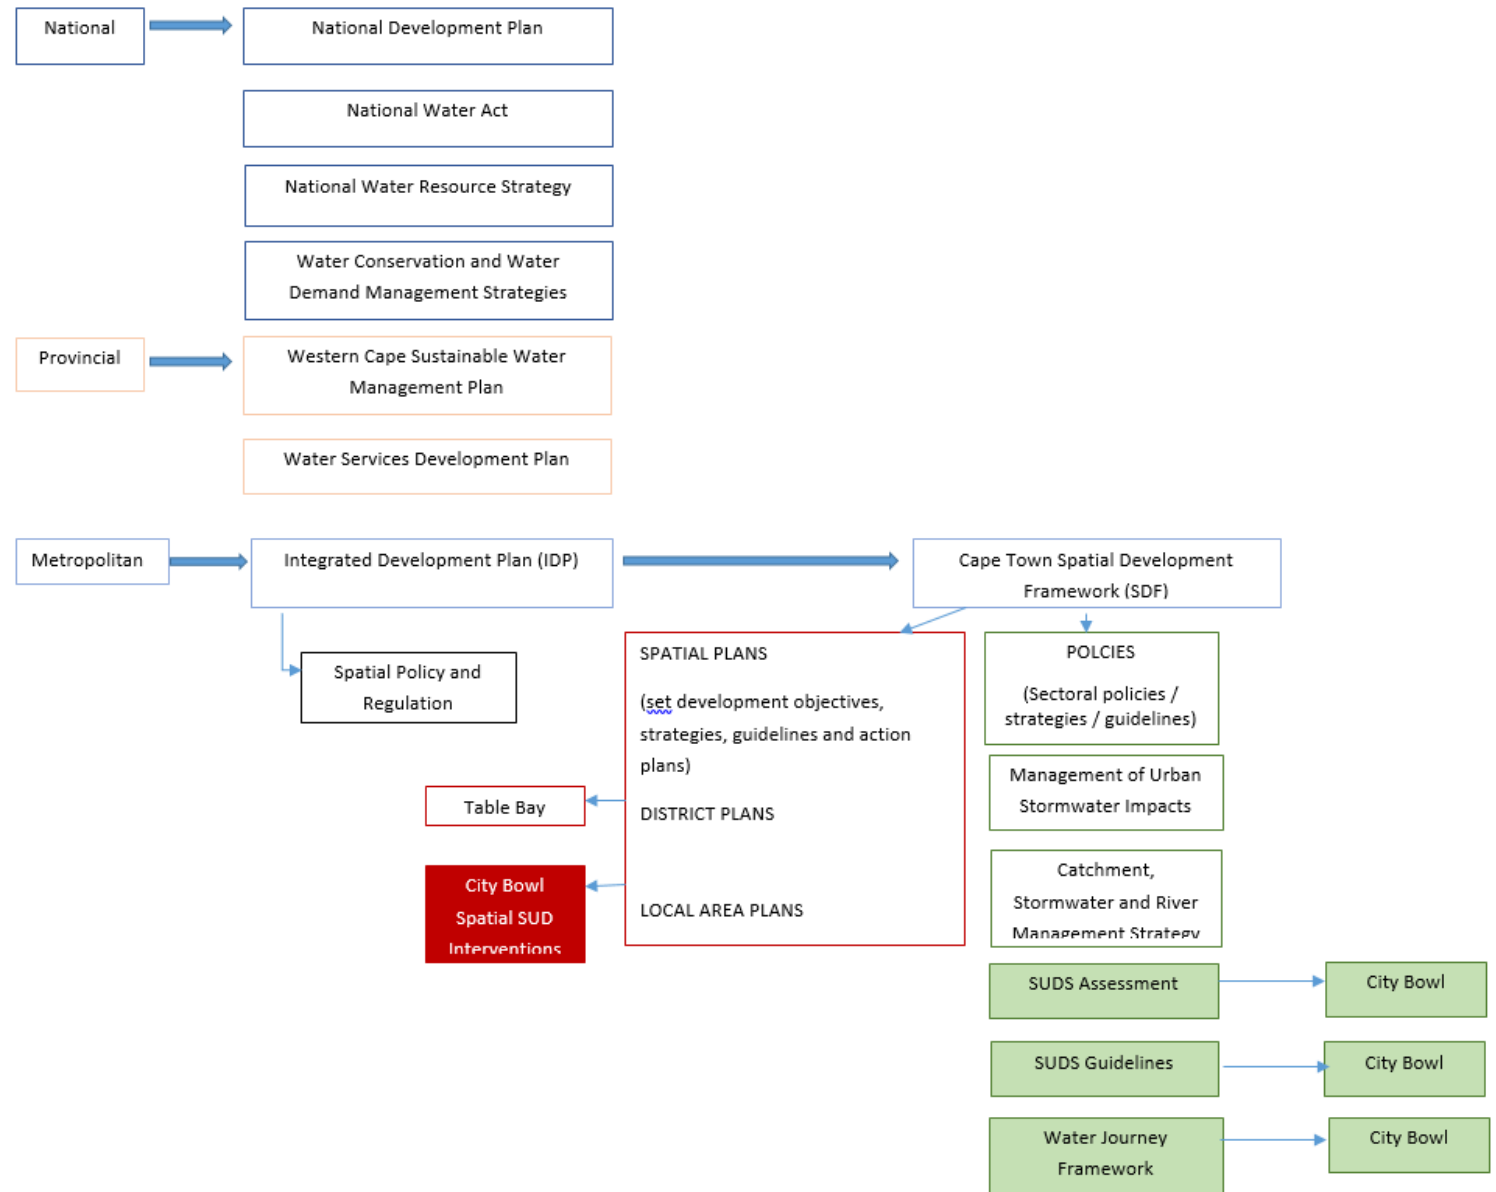 National
National Development Plan
National Water Act
National Water Resource Strategy
Water Conservation and Water
Demand Management Strategies
Provincial
Western Cape Sustainable Water
Management Plan
Water Services Development Plan
Metropolitan
Integrated Development Plan (IDP)
Cape Town Spatial Development
Framework (SDF)
Spatial Policy and
Regulation
SPATIAL PLANS
(set development objectives,
strategies, guidelines and action
plans)
DISTRICT PLANS
LOCAL AREA PLANS
Table Bay
City Bowl
Spatial SUD
Interventions
POLCIES
(Sectoral policies /
strategies / guidelines)
Management of Urban
Stormwater Impacts
Catchment,
Stormwater and River
Management Strategy
SUDS Assessment
City Bowl
SUDS Guidelines
City Bowl
Water Journey
Framework
City Bowl